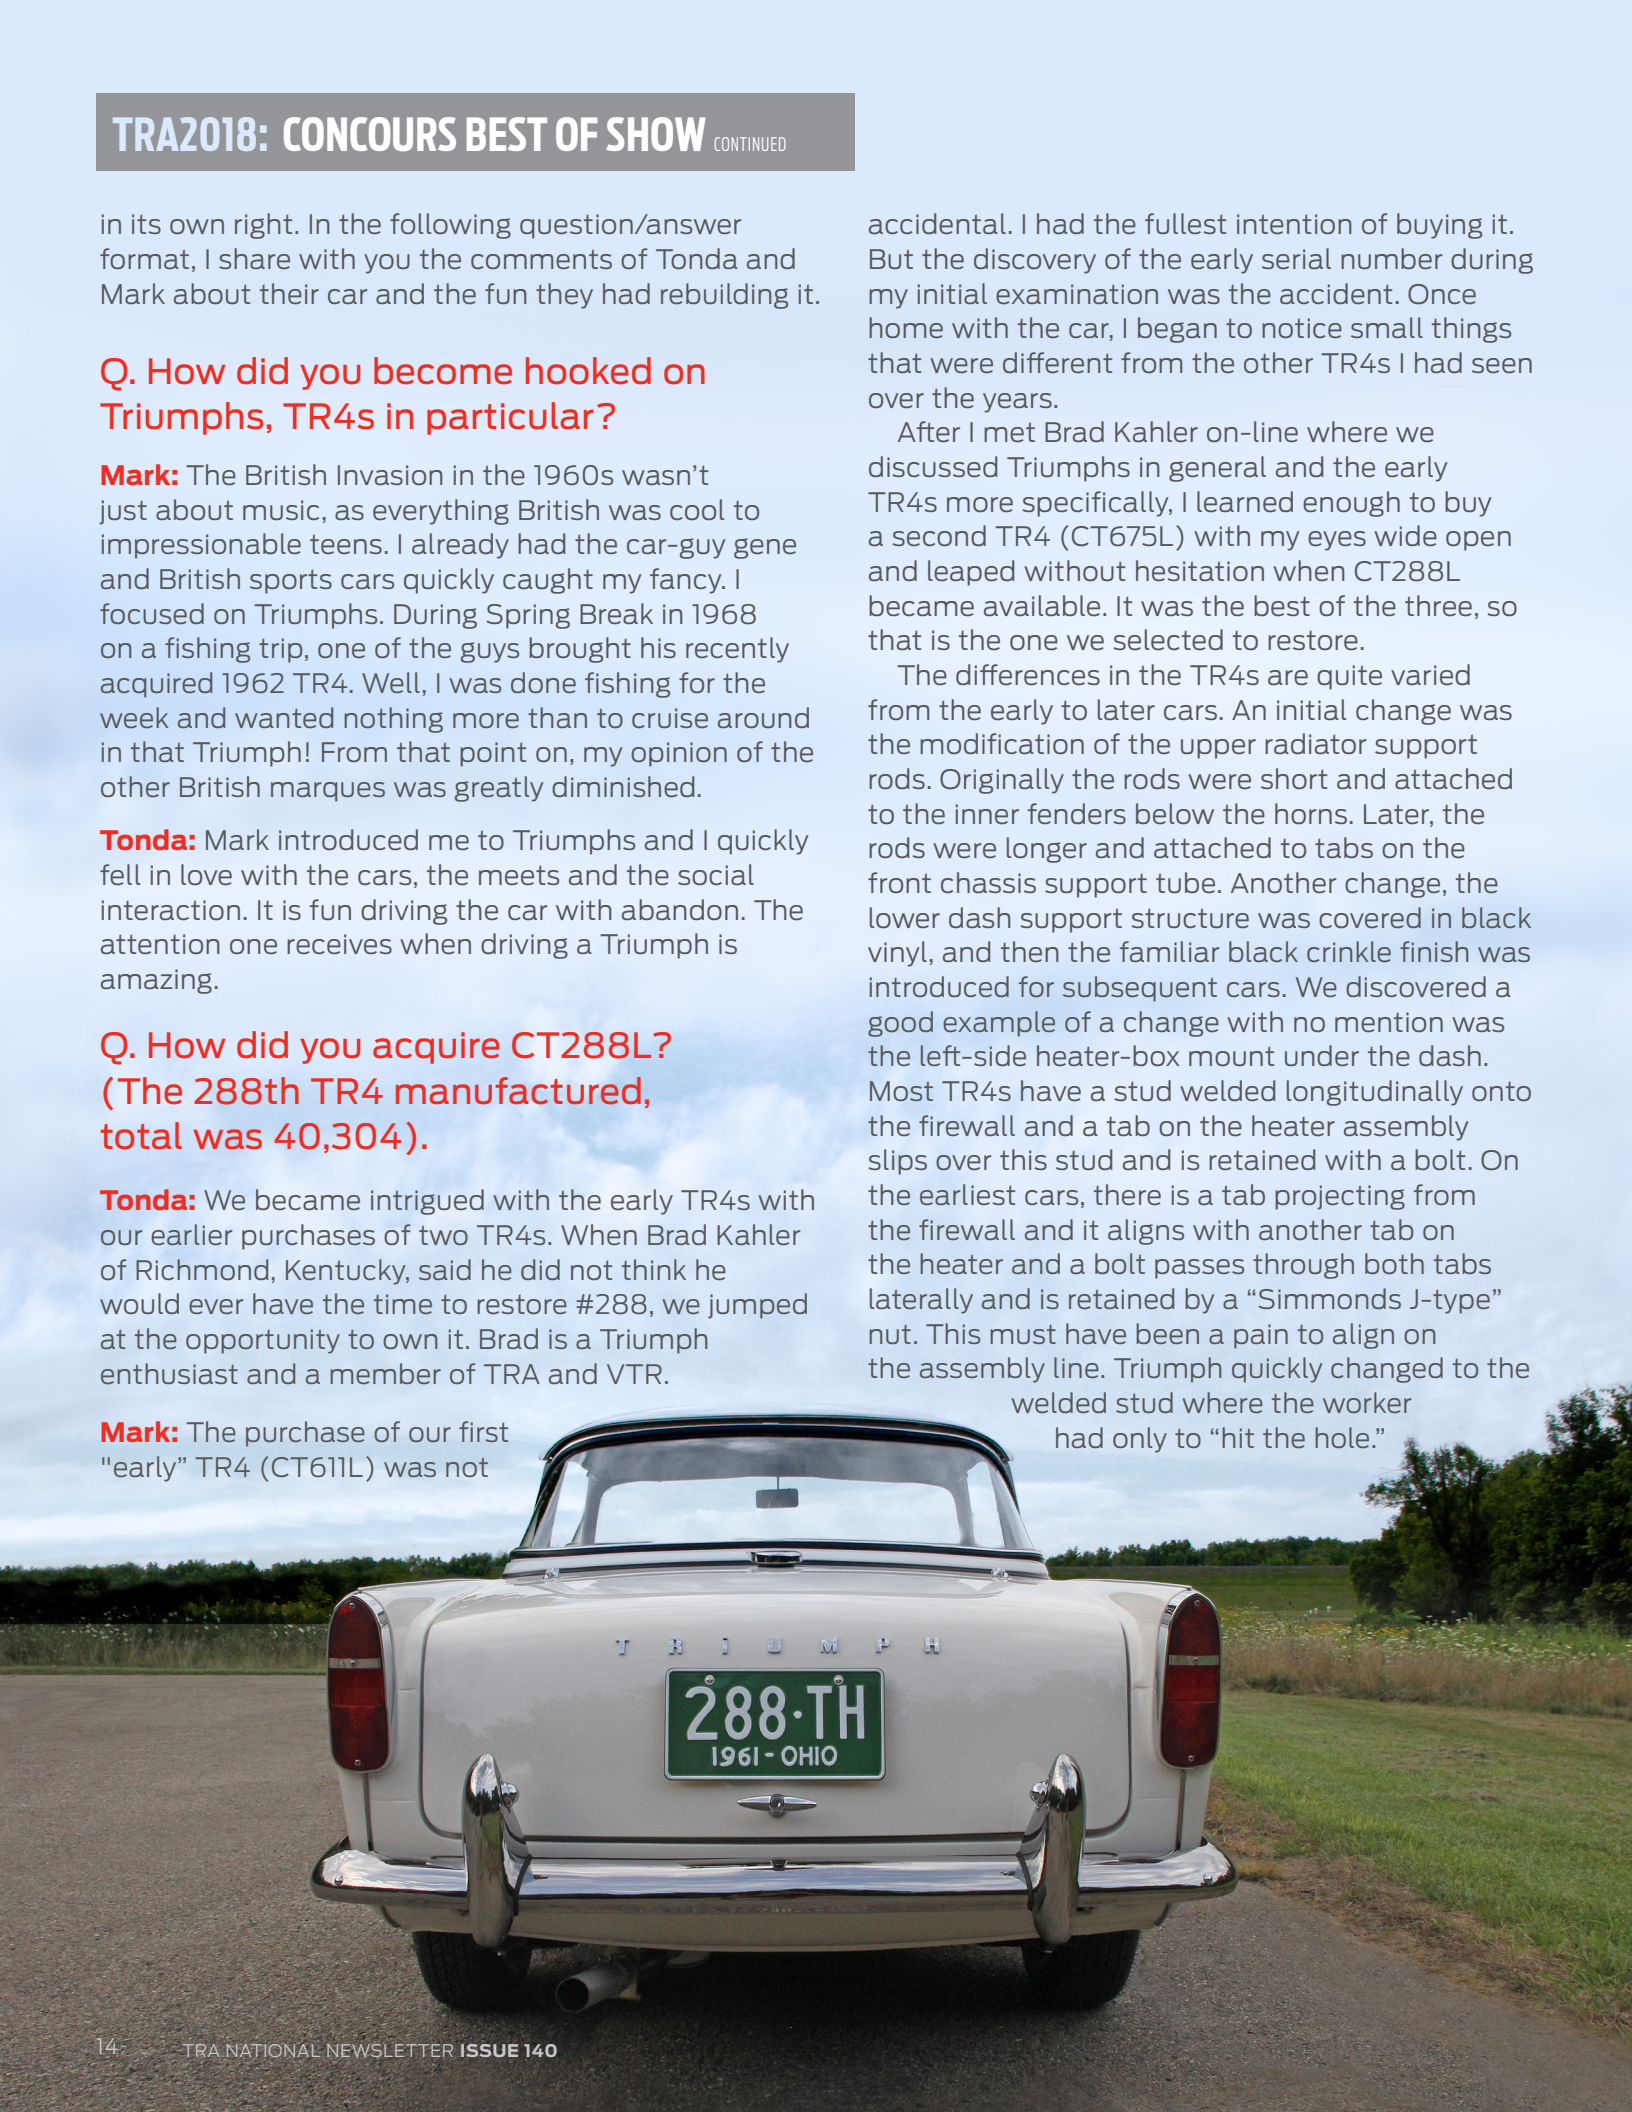 TRA2018: CONCOURS BEST OF SHOW CONTINUED
in its own right. In the following question/answer
format, I share with you the comments of Tonda and
Mark about their car and the fun they had rebuilding it.
Q. How did you become hooked on
Triumphs, TR4s in particular?
Mark: The British Invasion in the 1960s wasn’t
just about music, as everything British was cool to
impressionable teens. I already had the car-guy gene
and British sports cars quickly caught my fancy. I
focused on Triumphs. During Spring Break in 1968
on a fishing trip, one of the guys brought his recently
acquired 1962 TR4. Well, I was done fishing for the
week and wanted nothing more than to cruise around
in that Triumph! From that point on, my opinion of the
other British marques was greatly diminished.
Tonda: Mark introduced me to Triumphs and I quickly
fell in love with the cars, the meets and the social
interaction. It is fun driving the car with abandon. The
attention one receives when driving a Triumph is
amazing.
Q. How did you acquire CT288L?
(The 288th TR4 manufactured,
total was 40,304).
Tonda: We became intrigued with the early TR4s with
our earlier purchases of two TR4s. When Brad Kahler
of Richmond, Kentucky, said he did not think he
would ever have the time to restore #288, we jumped
at the opportunity to own it. Brad is a Triumph
enthusiast and a member of TRA and VTR.
Mark: The purchase of our first
"early” TR4 (CT611L) was not
accidental. I had the fullest intention of buying it.
But the discovery of the early serial number during
my initial examination was the accident. Once
home with the car, I began to notice small things
that were different from the other TR4s I had seen
over the years.
After I met Brad Kahler on-line where we
discussed Triumphs in general and the early
TR4s more specifically, I learned enough to buy
a second TR4 (CT675L) with my eyes wide open
and leaped without hesitation when CT288L
became available. It was the best of the three, so
that is the one we selected to restore.
The differences in the TR4s are quite varied
from the early to later cars. An initial change was
the modification of the upper radiator support
rods. Originally the rods were short and attached
to the inner fenders below the horns. Later, the
rods were longer and attached to tabs on the
front chassis support tube. Another change, the
lower dash support structure was covered in black
vinyl, and then the familiar black crinkle finish was
introduced for subsequent cars. We discovered a
good example of a change with no mention was
the left-side heater-box mount under the dash.
Most TR4s have a stud welded longitudinally onto
the firewall and a tab on the heater assembly
slips over this stud and is retained with a bolt. On
the earliest cars, there is a tab projecting from
the firewall and it aligns with another tab on
the heater and a bolt passes through both tabs
laterally and is retained by a “Simmonds J-type”
nut. This must have been a pain to align on
the assembly line. Triumph quickly changed to the
welded stud where the worker
had only to “hit the hole.”
TRIUMPH
288·TH
1961-OHIO
14 TRA NATIONAL NEWSLETTER ISSUE 140